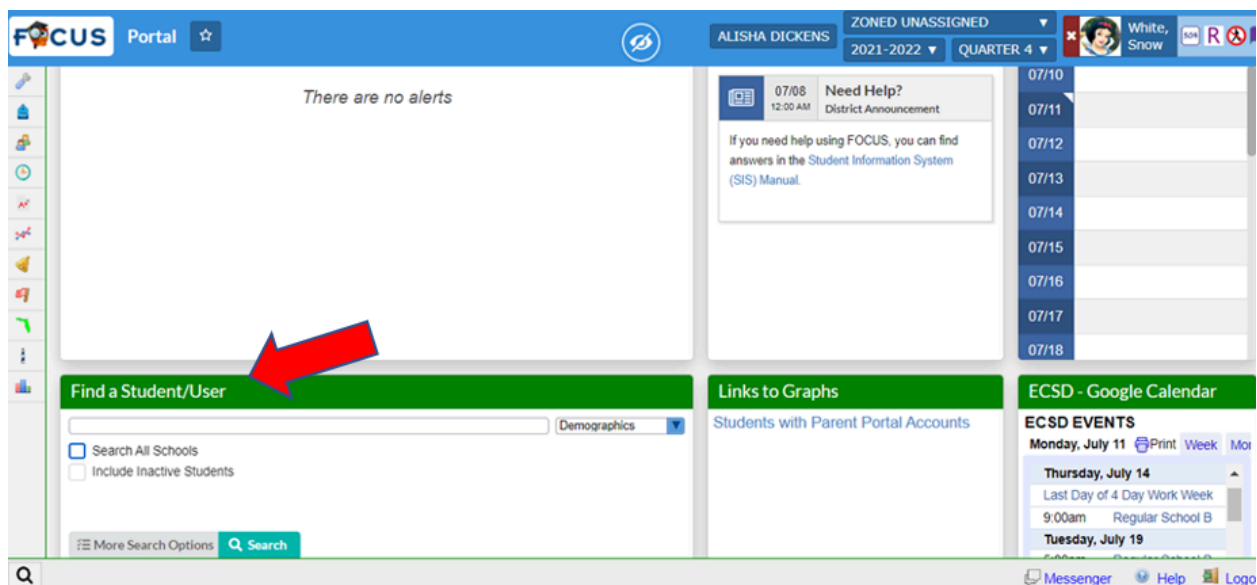 FOCUS Portal
ALISHA DICKENS
ZONED UNASSIGNED
2021-2022
QUARTER 4
White,
Snow
504 R
There are no alerts
07/08
12:00 AM
Need Help?
District Announcement
If you need help using FOCUS, you can find
answers in the Student Information System
(SIS) Manual.
07/10
07/11
07/12
07/13
07/14
07/15
07/16
07/17
07/18
Find a Student/User
Demographics
Search All Schools
Include Inactive Students
More Search Options Search
Links to Graphs
Students with Parent Portal Accounts
ECSD - Google Calendar
ECSD EVENTS
Monday, July 11 Print Week Mo
Thursday, July 14
Last Day of 4 Day Work Week
9:00am Regular School B
Tuesday, July 19
Messenger Help Logo